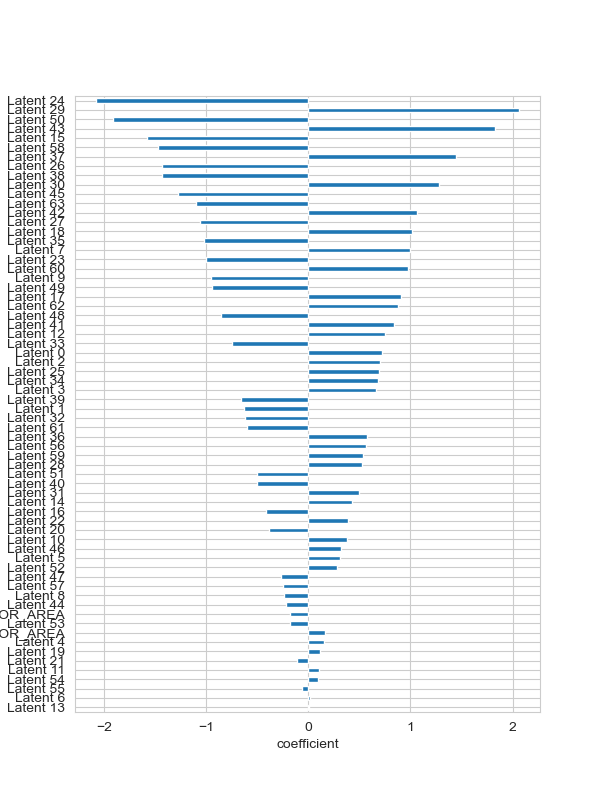 Latent 24
Latent 29
Latent 50
Latent 43
Latent 15
Latent 58
Latent 37
Latent 26
Latent 38
Latent 30
Latent 45
Latent 63
Latent 42
Latent 27
Latent 18
Latent 35
Latent 7
Latent 23
Latent 60
Latent 9
Latent 49
Latent 17
Latent 62
Latent 48
Latent 41
Latent 12
Latent 33
Latent 0
Latent 2
Latent 25
Latent 34
Latent 3
Latent 39
Latent 1
Latent 32
Latent 61
Latent 36
Latent 56
Latent 59
Latent 28
Latent 51
Latent 40
Latent 31
Latent 14
Latent 16
Latent 22
Latent 20
Latent 10
Latent 46
Latent 5
Latent 52
Latent 47
Latent 57
Latent 8
Latent 44
OR_AREA
Latent 53
OR_AREA
Latent 4
Latent 19
Latent 21
Latent 11
Latent 54
Latent 55
Latent 6
Latent 13
−2 −1 0 1 2
coefficient